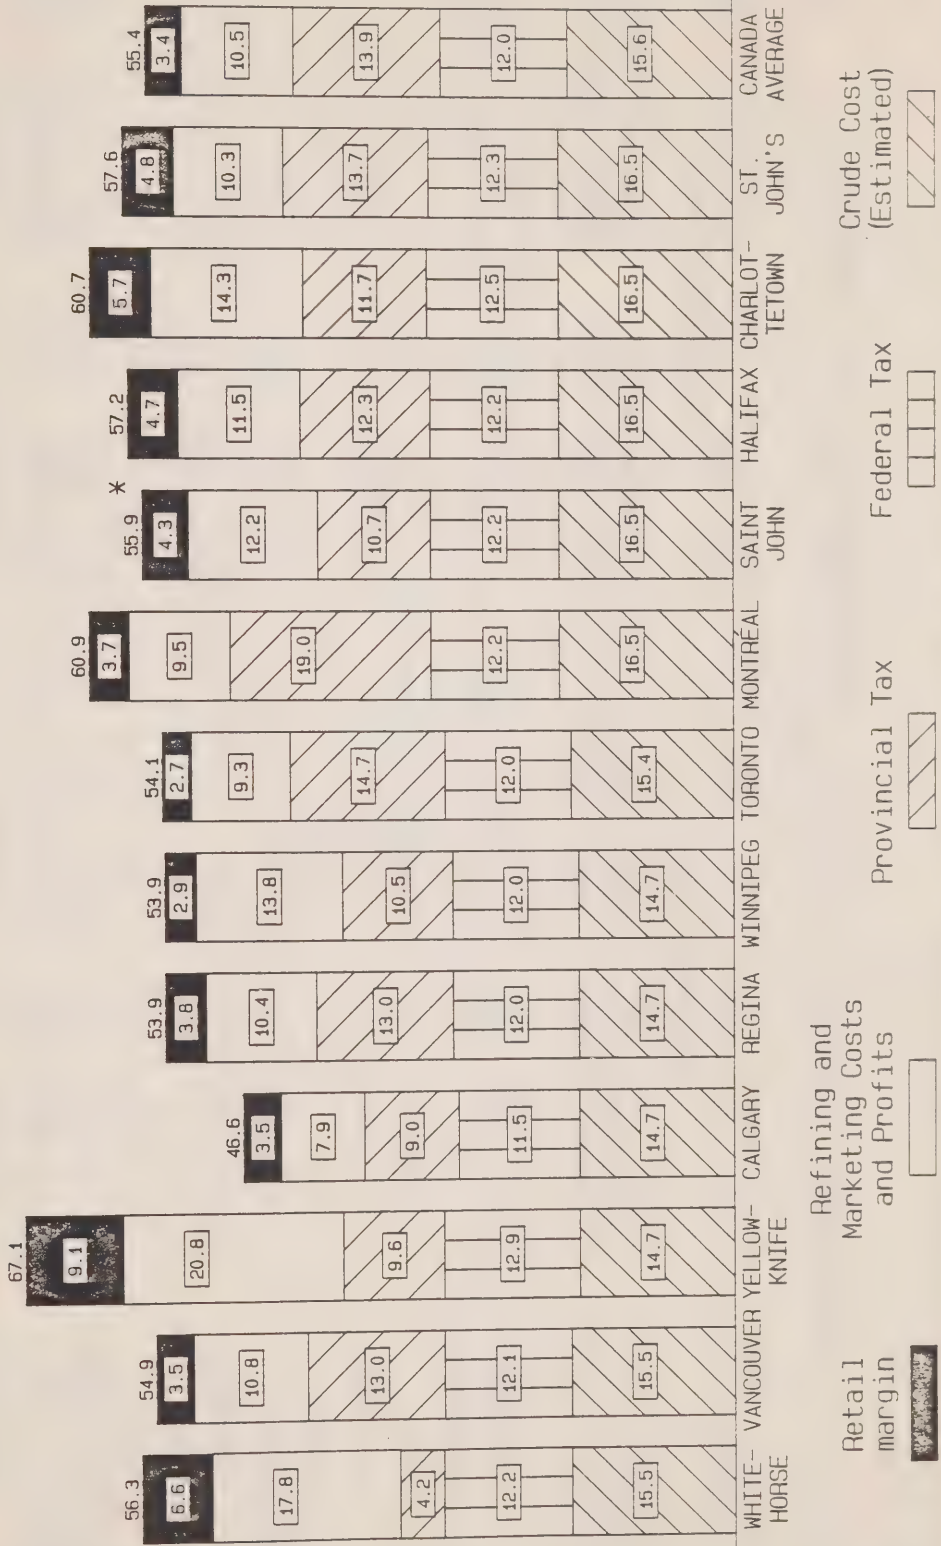 56.3
6.6
17.8
4.2
12.2
15.5
WHITE-
HORSE
54.9
3.5
10.8
13.0
12.1
15.5
VANCOUVER
67.1
9.1
20.8
9.6
12.9
14.7
YELLOW-
KNIFE
46.6
3.5
7.9
9.0
11.5
14.7
CALGARY
53.9
3.8
10.4
13.0
12.0
14.7
REGINA
53.9
2.9
13.8
10.5
12.0
14.7
WINNIPEG
54.1
2.7
9.3
14.7
12.0
15.4
TORONTO
60.9
3.7
9.5
19.0
12.2
16.5
MONTRÉAL
55.9 *
4.3
12.2
10.7
12.2
16.5
SAINT
JOHN
57.2
4.7
11.5
12.3
12.2
16.5
HALIFAX
60.7
5.7
14.3
11.7
12.5
16.5
CHARLOT-
TETOWN
57.6
4.8
10.3
13.7
12.3
16.5
ST.
JOHN'S
55.4
3.4
10.5
13.9
12.0
15.6
CANADA
AVERAGE
Retail
margin
Refining and
Marketing Costs
and Profits
Provincial Tax
Federal Tax
Crude Cost
(Estimated)